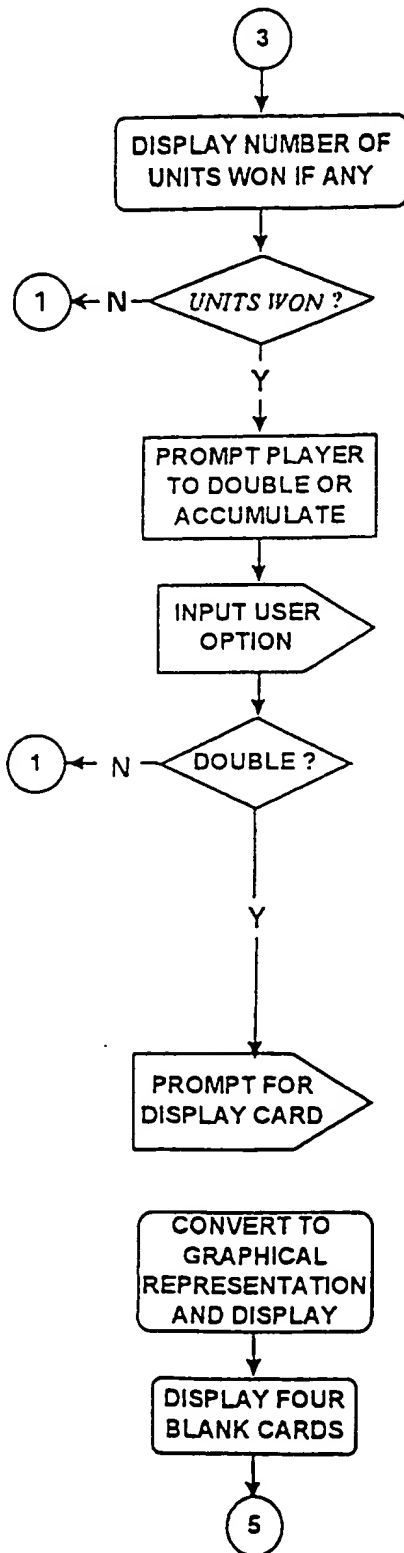 3
DISPLAY NUMBER OF
UNITS WON IF ANY
1
N
UNITS WON ?
Y
PROMPT PLAYER
TO DOUBLE OR
ACCUMULATE
INPUT USER
OPTION
1
N
DOUBLE ?
Y
PROMPT FOR
DISPLAY CARD
CONVERT TO
GRAPHICAL
REPRESENTATION
AND DISPLAY
DISPLAY FOUR
BLANK CARDS
5